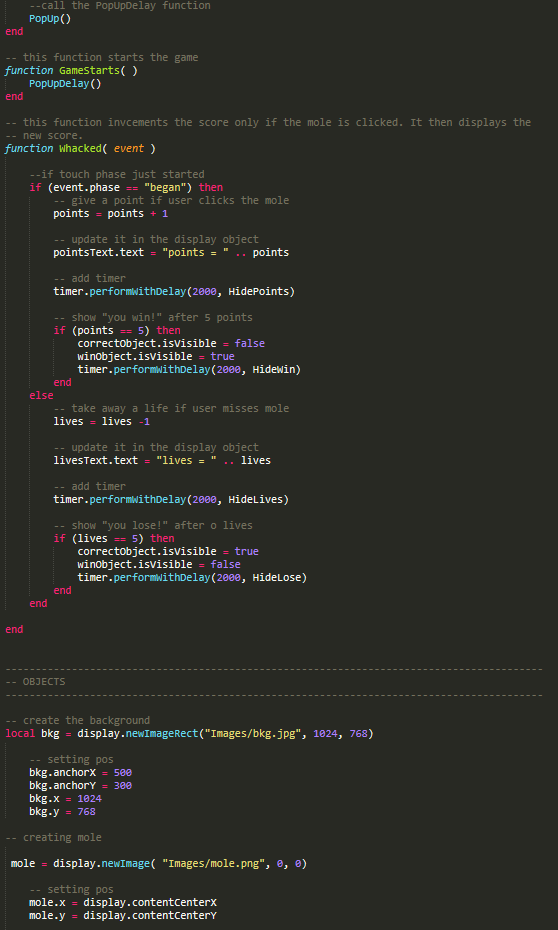 --call the PopUpDelay function
PopUp()
end
-- this function starts the game
function GameStarts( )
PopUpDelay()
end
-- this function invcements the score only if the mole is clicked. It then displays the
-- new score.
function Whacked( event )
--if touch phase just started
if (event.phase == "began") then
-- give a point if user clicks the mole
points = points + 1
-- update it in the display object
pointsText.text = "points = " .. points
-- add timer
timer.performWithDelay(2000, HidePoints)
-- show "you win!" after 5 points
if (points == 5) then
correctObject.isVisible = false
winObject.isVisible = true
timer.performWithDelay(2000, HideWin)
end
else
-- take away a life if user misses mole
lives = lives -1
-- update it in the display object
livesText.text = "lives = " .. lives
-- add timer
timer.performWithDelay(2000, HideLives)
-- show "you lose!" after o lives
if (lives == 5) then
correctObject.isVisible = true
winObject.isVisible = false
timer.performWithDelay(2000, HideLose)
end
end
end
-----------------------------------------------------------------------------------------
-- OBJECTS
-----------------------------------------------------------------------------------------
-- create the background
local bkg = display.newImageRect("Images/bkg.jpg", 1024, 768)
-- setting pos
bkg.anchorX = 500
bkg.anchorY = 300
bkg.x = 1024
bkg.y = 768
-- creating mole
mole = display.newImage( "Images/mole.png", 0, 0)
-- setting pos
mole.x = display.contentCenterX
mole.y = display.contentCenterY